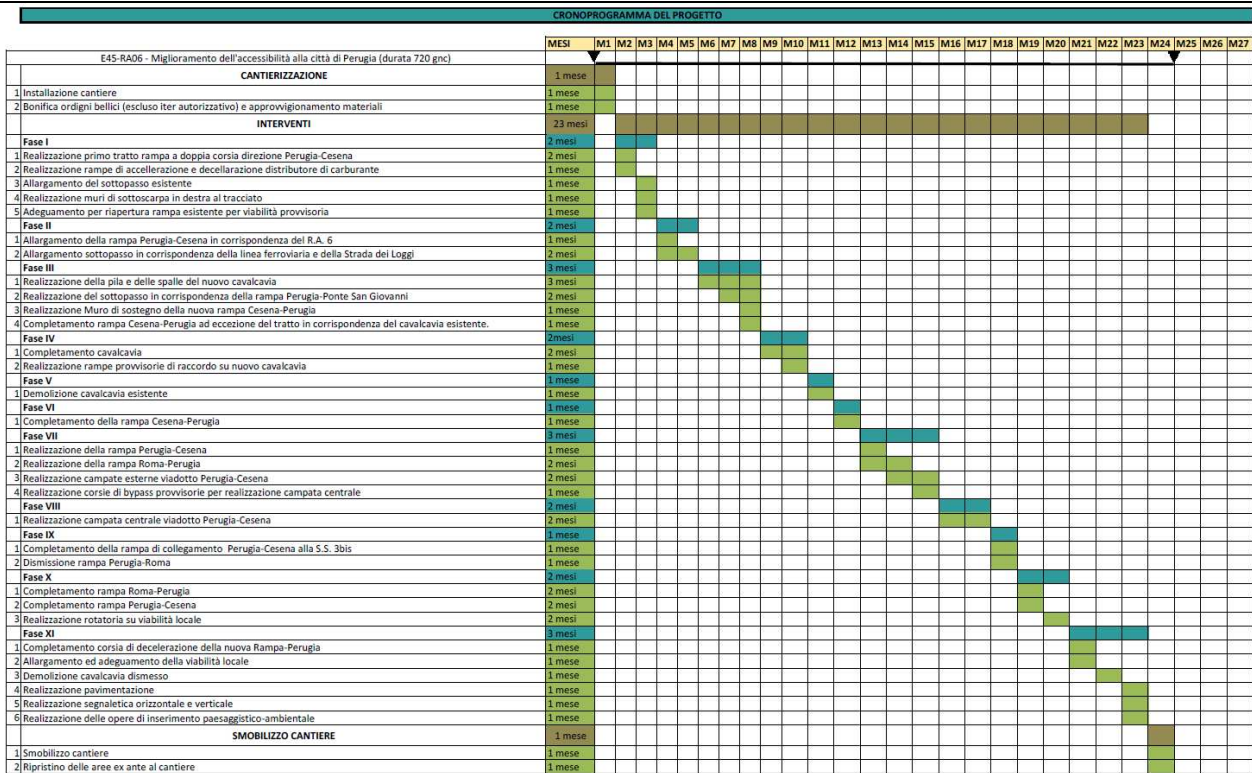 CRONOPROGRAMMA DEL PROGETTO
MESI M1 M2 M3 M4 M5 M6 M7 M8 M9 M10 M11 M12 M13 M14 M15 M16 M17 M18 M19 M20 M21 M22 M23 M24 M25 M26 M27
E45-RA06 - Miglioramento dell'accessibilità alla città di Perugia (durata 720 gnc)
CANTIERIZZAZIONE 1 mese
1 Installazione cantiere 1 mese
2 Bonifica ordigni bellici (escluso iter autorizzativo) e approvvigionamento materiali 1 mese
INTERVENTI 23 mesi
Fase I 2 mesi
1 Realizzazione primo tratto rampa a doppia corsia direzione Perugia-Cesena 2 mesi
2 Realizzazione rampe di accellerazione e decellarazione distributore di carburante 1 mese
3 Allargamento del sottopasso esistente 1 mese
4 Realizzazione muri di sottoscarpa in destra al tracciato 1 mese
5 Adeguamento per riapertura rampa esistente per viabilità provvisoria 1 mese
Fase II 2 mesi
1 Allargamento della rampa Perugia-Cesena in corrispondenza del R.A. 6 1 mesi
2 Allargamento sottopasso in corrispondenza della linea ferroviaria e della Strada dei Loggi 2 mesi
Fase III 3 mesi
1 Realizzazione della pila e delle spalle del nuovo cavalcavia 3 mesi
2 Realizzazione del sottopasso in corrispondenza della rampa Perugia-Ponte San Giovanni 2 mesi
3 Realizzazione Muro di sostegno della nuova rampa Cesena-Perugia 1 mese
4 Completamento rampa Cesena-Perugia ad eccezione del tratto in corrispondenza del cavalcavia esistente. 1 mese
Fase IV 2mesi
1 Completamento cavalcavia 2 mesi
2 Realizzazione rampe provvisorie di raccordo su nuovo cavalcavia 1 mese
Fase V 1 mese
1 Demolizione cavalcavia esistente 1 mese
Fase VI 1 mese
1 Completamento della rampa Cesena-Perugia 1 mese
Fase VII 3 mesi
1 Realizzazione della rampa Perugia-Cesena 1 mese
2 Realizzazione della rampa Roma-Perugia 2 mesi
3 Realizzazione campate esterne viadotto Perugia-Cesena 2 mesi
4 Realizzazione corsie di bypass provvisorie per realizzazione campata centrale 1 mese
Fase VIII 2 mesi
1 Realizzazione campata centrale viadotto Perugia-Cesena 2 mesi
Fase IX 1 mese
1 Completamento della rampa di collegamento Perugia-Cesena alla S.S. 3bis 1 mese
2 Dismissione rampa Perugia-Roma 1 mese
Fase X 2 mesi
1 Completamento rampa Roma-Perugia 2 mesi
2 Completamento rampa Perugia-Cesena 2 mesi
3 Realizzazione rotatoria su viabilità locale 2 mesi
Fase XI 3 mesi
1 Completamento corsia di decelerazione della nuova Rampa-Perugia 1 mese
2 Allargamento ed adeguamento della viabilità locale 1 mese
3 Demolizione cavalcavia dismesso 1 mese
4 Realizzazione pavimentazione 1 mese
5 Realizzazione segnaletica orizzontale e verticale 1 mese
6 Realizzazione delle opere di inserimento paesaggistico-ambientale 1 mese
SMOBILIZZO CANTIERE 1 mese
1 Smobilizzo cantiere 1 mese
2 Ripristino delle aree ex ante al cantiere 1 mese